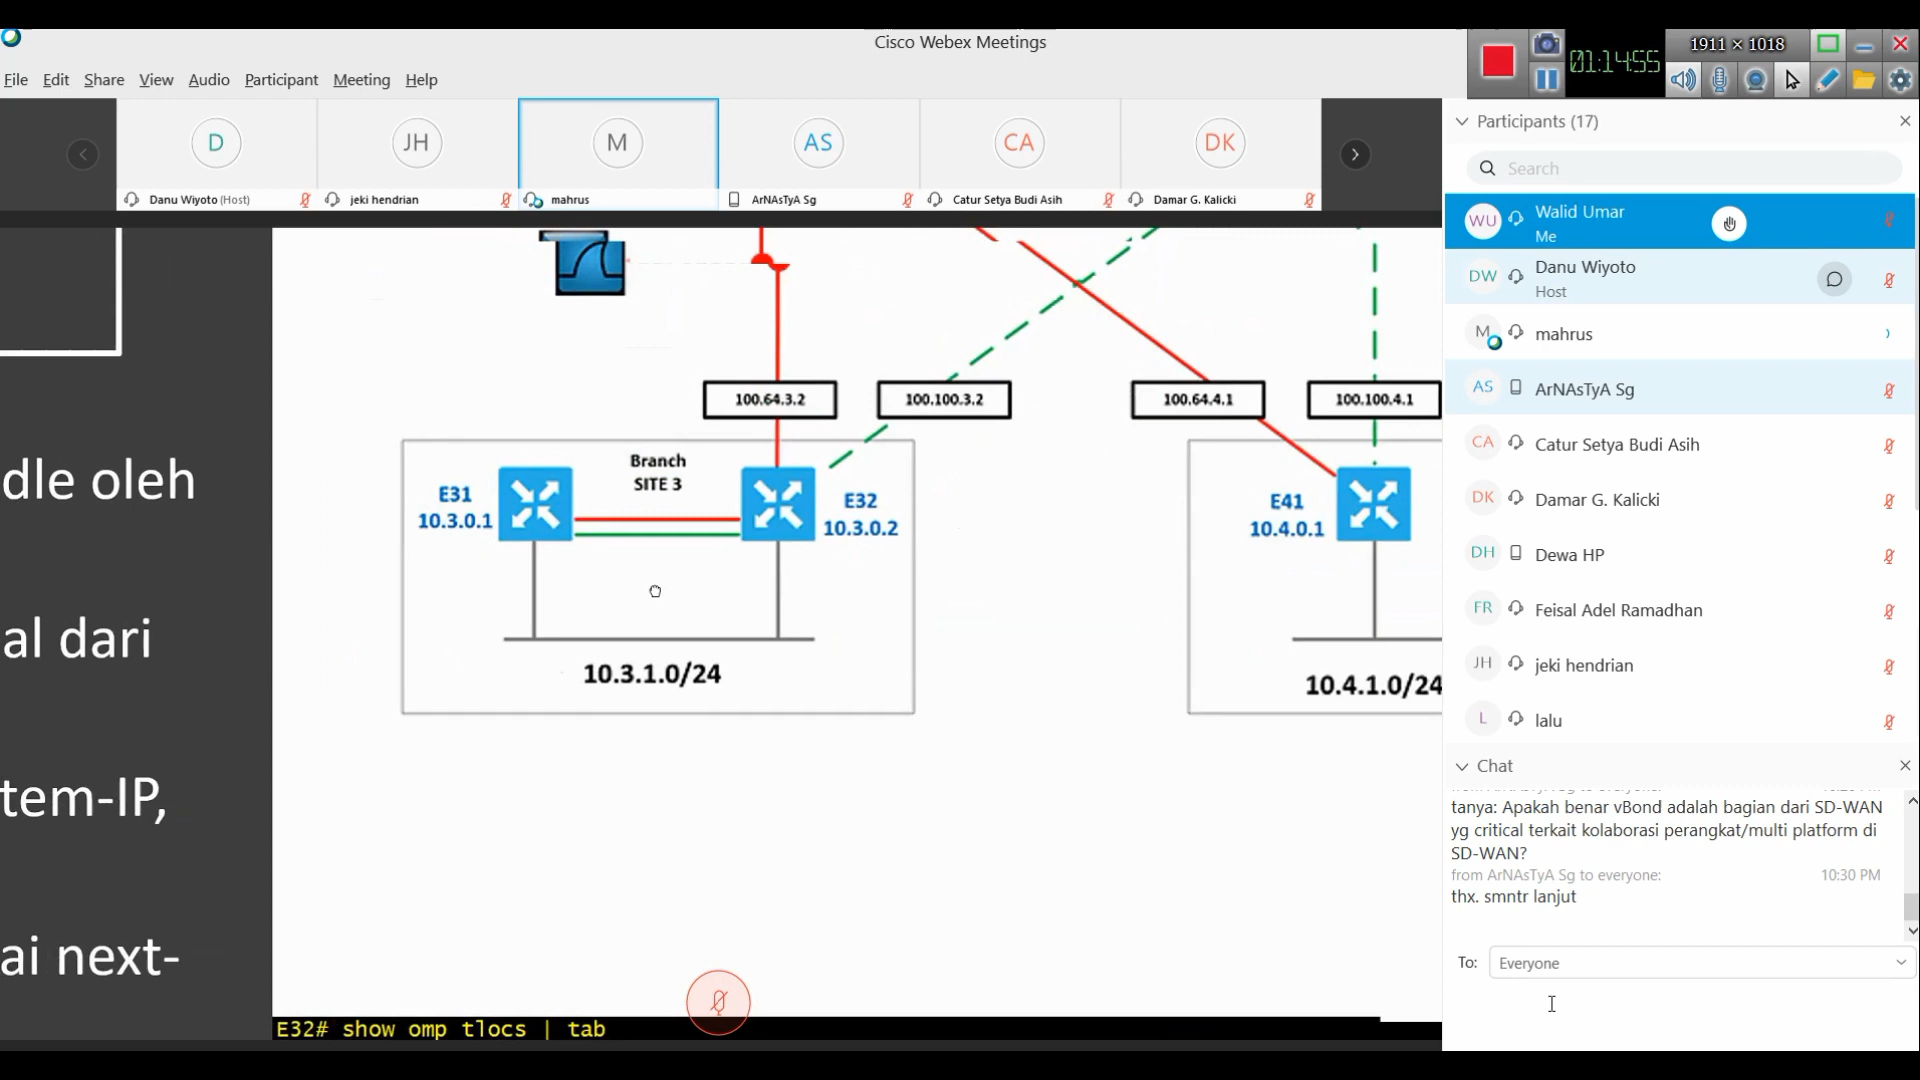 Cisco Webex Meetings
1911 × 1018
01:14:55
File Edit Share View Audio Participant Meeting Help
D
JH
M
AS
CA
DK
Danu Wiyoto (Host)
jeki hendrian
mahrus
ArNAsTyA Sg
Catur Setya Budi Asih
Damar G. Kalicki
Participants (17)
Search
WU Walid Umar
Me
DW Danu Wiyoto
Host
M mahrus
AS ArNAsTyA Sg
CA Catur Setya Budi Asih
DK Damar G. Kalicki
DH Dewa HP
FR Feisal Adel Ramadhan
JH jeki hendrian
L lalu
dle oleh
al dari
tem-IP,
ai next-
100.64.3.2
100.100.3.2
100.64.4.1
100.100.4.1
Branch
SITE 3
E31
10.3.0.1
E32
10.3.0.2
E41
10.4.0.1
10.3.1.0/24
10.4.1.0/24
E32# show omp tlocs | tab
Chat
tanya: Apakah benar vBond adalah bagian dari SD-WAN
yg critical terkait kolaborasi perangkat/multi platform di
SD-WAN?
from ArNAsTyA Sg to everyone: 10:30 PM
thx. smntr lanjut
To: Everyone